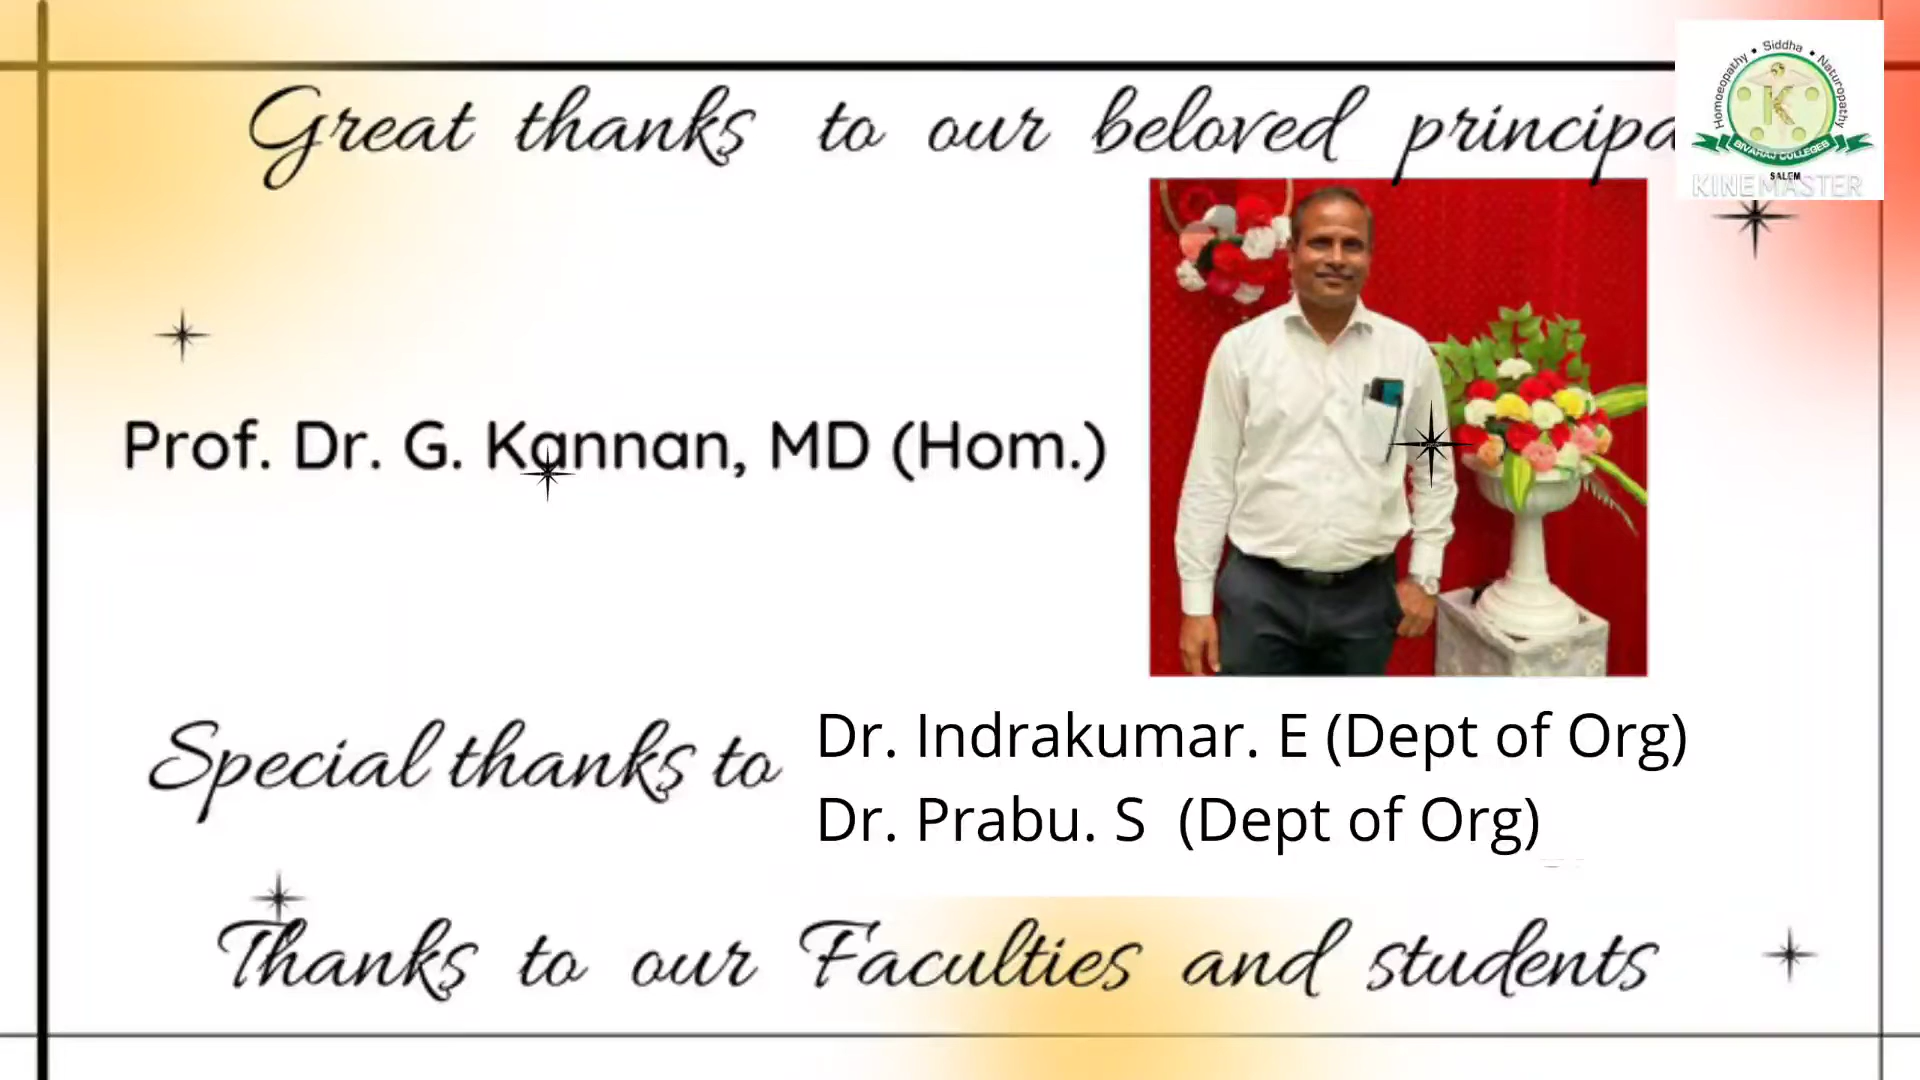 Great thanks to our beloved principa
Homoeopathy • Siddha • Naturopathy
K
SIVARAJ COLLEGES
SALEM
KINEMASTER
Prof. Dr. G. Kannan, MD (Hom.)
Special thanks to
Dr. Indrakumar. E (Dept of Org)
Dr. Prabu. S (Dept of Org)
Thanks to our Faculties and students